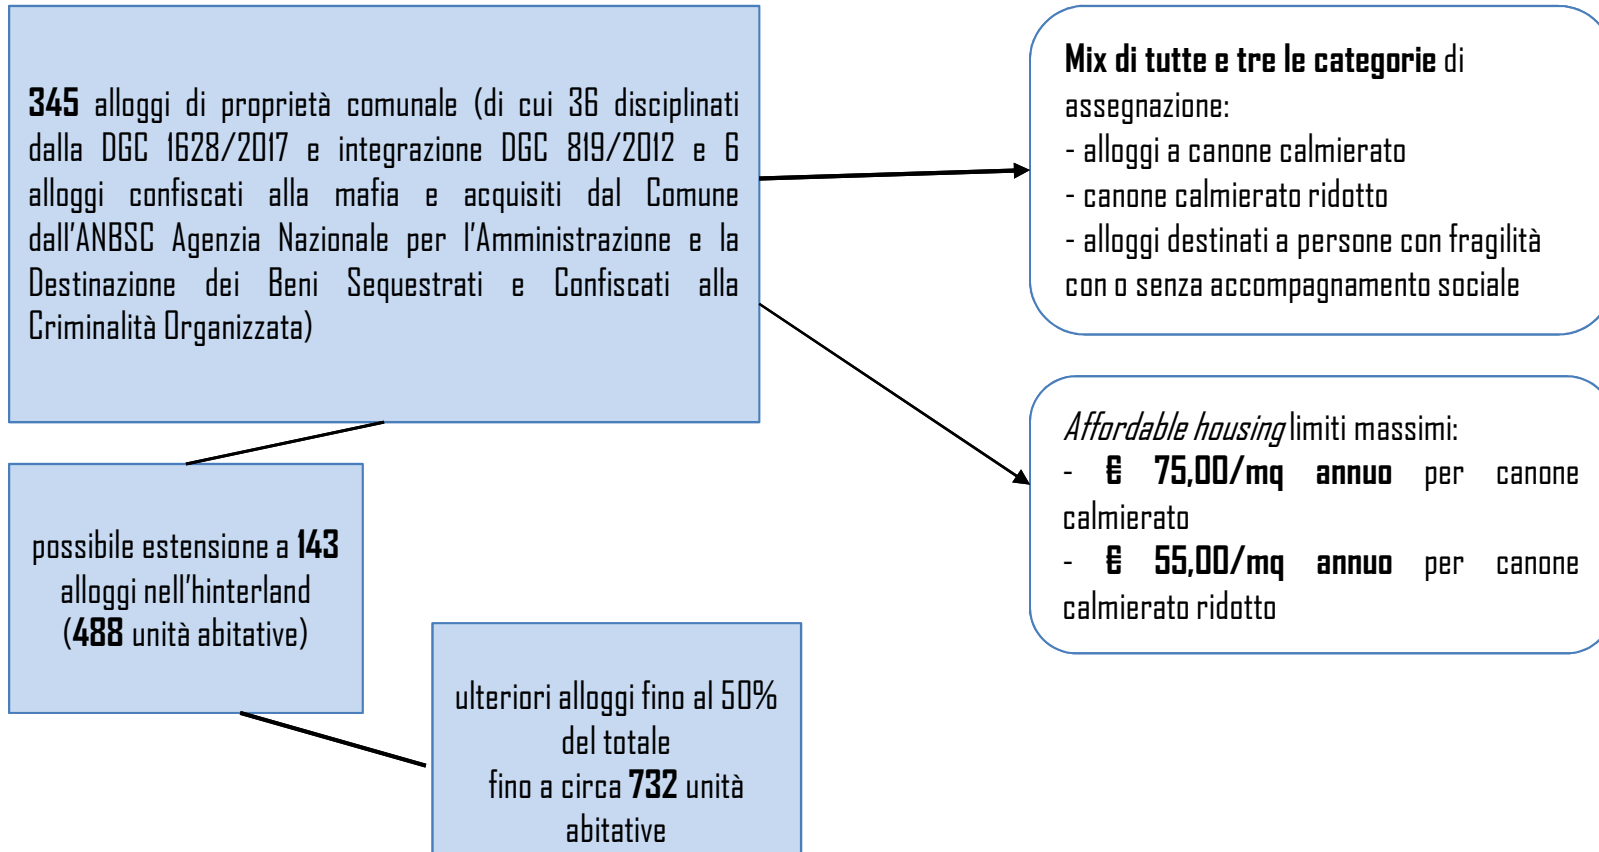 345 alloggi di proprietà comunale (di cui 36 disciplinati
dalla DGC 1628/2017 e integrazione DGC 819/2012 e 6
alloggi confiscati alla mafia e acquisiti dal Comune
dall'ANBSC Agenzia Nazionale per l'Amministrazione e la
Destinazione dei Beni Sequestrati e Confiscati alla
Criminalità Organizzata)
Mix di tutte e tre le categorie di
assegnazione:
- alloggi a canone calmierato
- canone calmierato ridotto
- alloggi destinati a persone con fragilità
con o senza accompagnamento sociale
Affordable housing limiti massimi:
- € 75,00/mq annuo per canone
calmierato
- € 55,00/mq annuo per canone
calmierato ridotto
possibile estensione a 143
alloggi nell'hinterland
(488 unità abitative)
ulteriori alloggi fino al 50%
del totale
fino a circa 732 unità
abitative